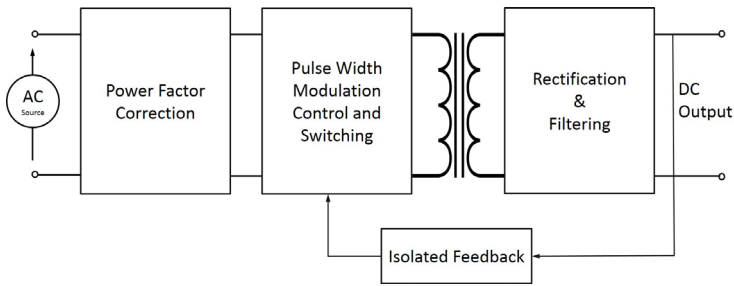 AC
Source
Power Factor
Correction
Pulse Width
Modulation
Control and
Switching
Rectification
&
Filtering
DC
Output
Isolated Feedback